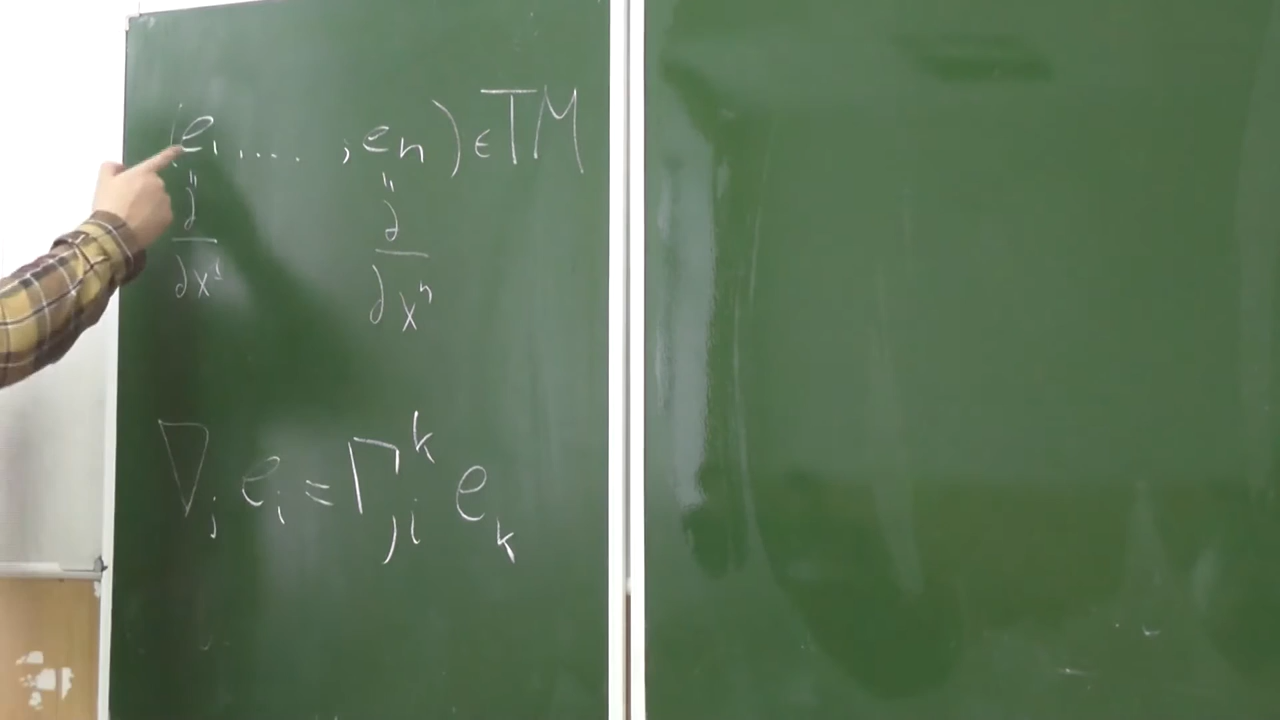 (e₁, .... , eₙ) ∈ TM
" "
∂/∂x¹ ∂/∂xⁿ
∇ⱼ eᵢ = Γⱼᵢᵏ eₖ